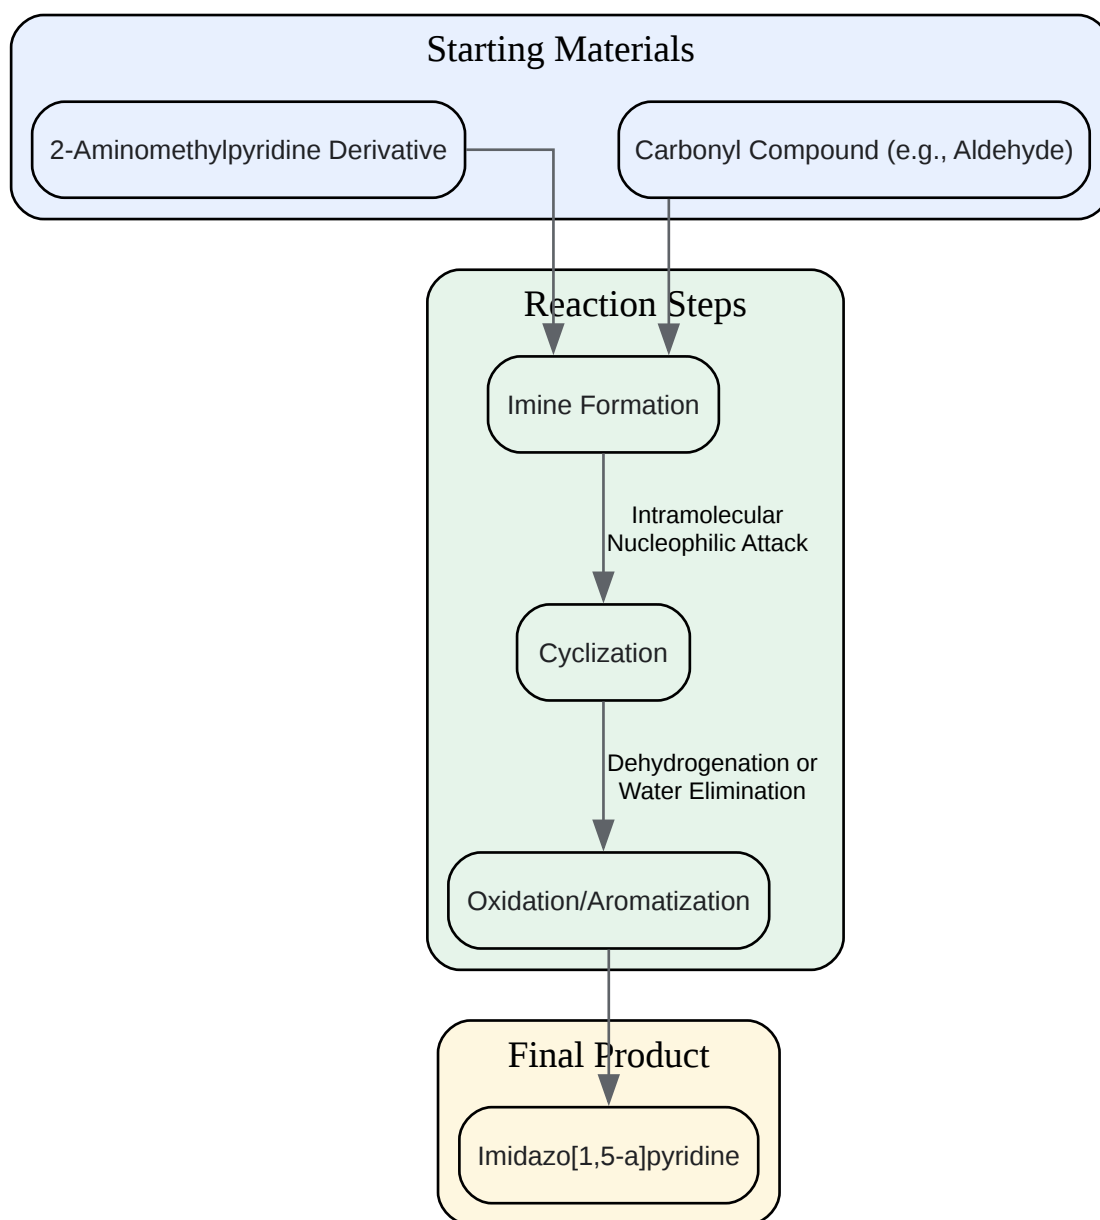 Starting Materials
2-Aminomethylpyridine Derivative
Carbonyl Compound (e.g., Aldehyde)
Reaction Steps
Imine Formation
Intramolecular
Nucleophilic Attack
Cyclization
Dehydrogenation or
Water Elimination
Oxidation/Aromatization
Final Product
Imidazo[1,5-a]pyridine